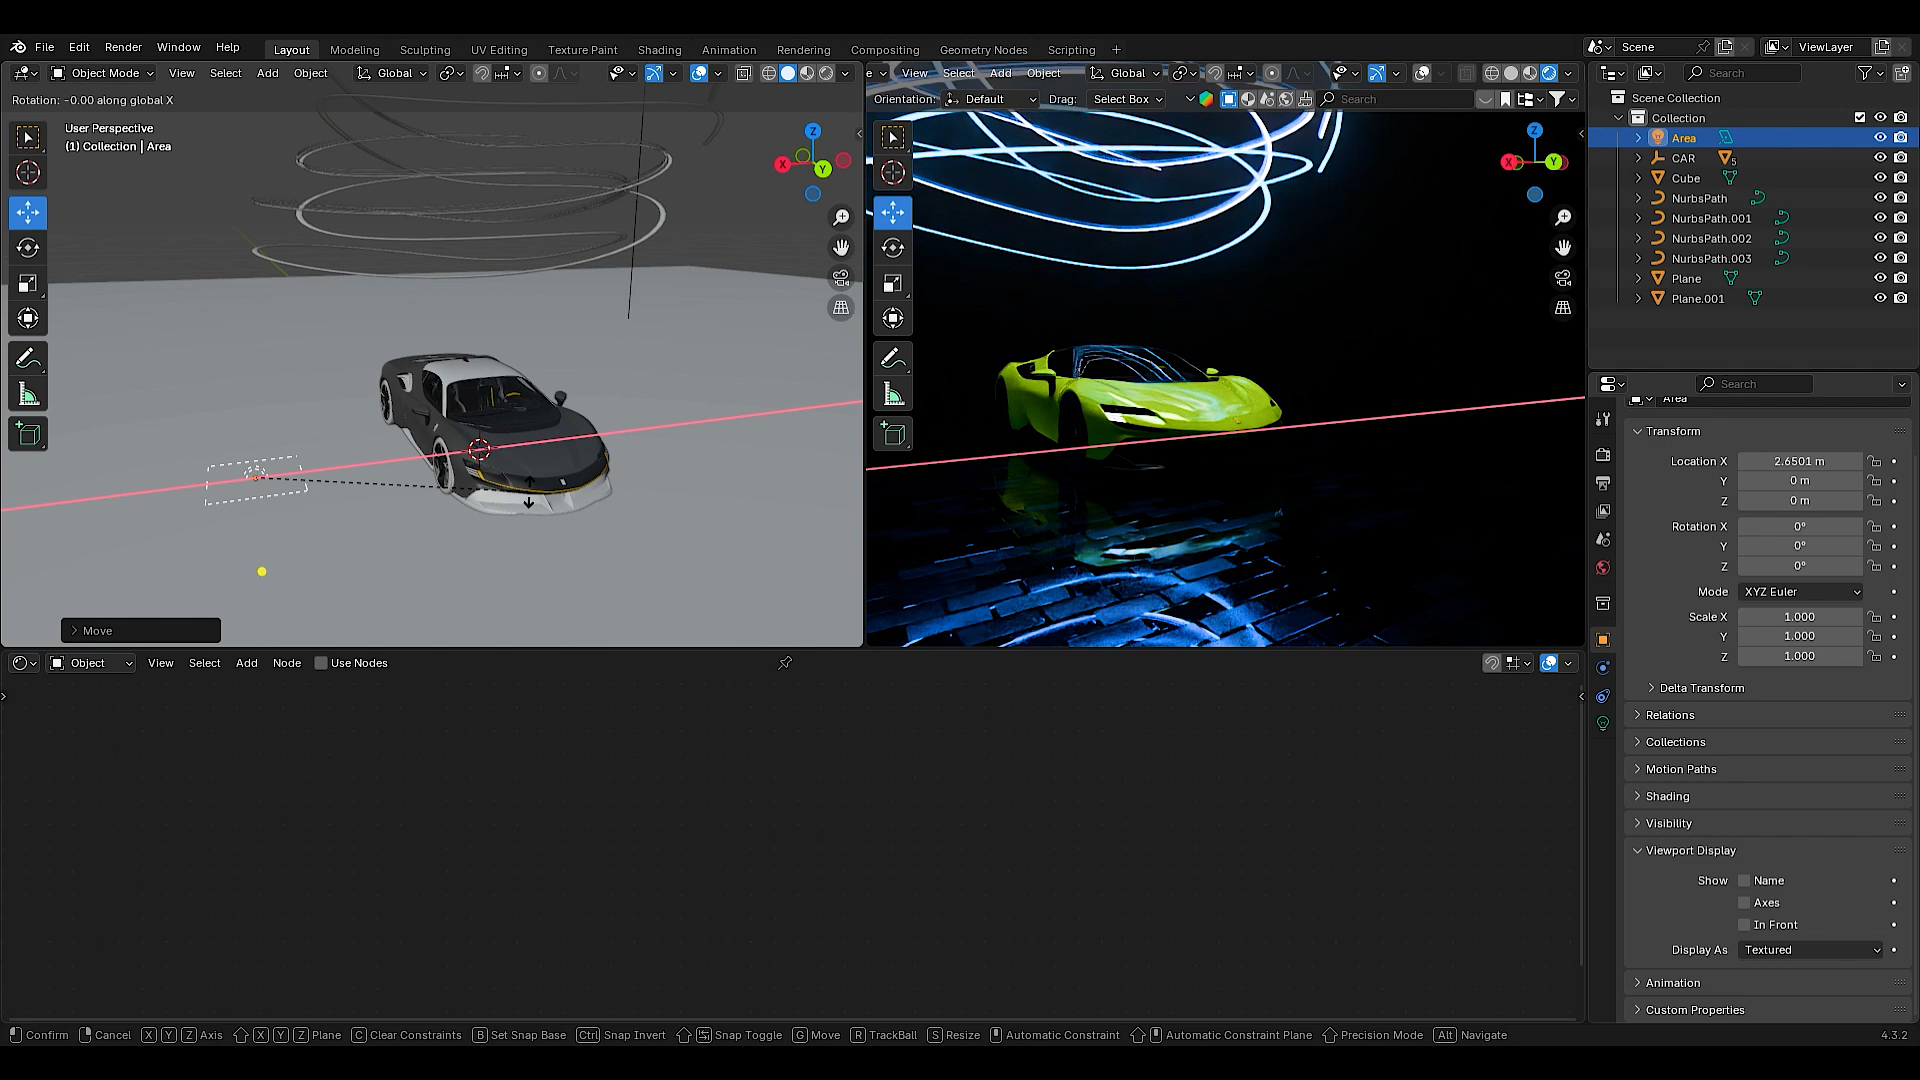 File Edit Render Window Help Layout Modeling Sculpting UV Editing Texture Paint Shading Animation Rendering Compositing Geometry Nodes Scripting + Scene ViewLayer
Object Mode View Select Add Object Global
e View Select Add Object Global
Search
Rotation: -0.00 along global X
Orientation: Default Drag: Select Box Search
User Perspective
(1) Collection | Area
Z
X
Y
Z
X
Y
Move
Object View Select Add Node Use Nodes
Scene Collection
Collection
Area
CAR 5
Cube
NurbsPath
NurbsPath.001
NurbsPath.002
NurbsPath.003
Plane
Plane.001
Search
Area
Transform
Location X 2.6501 m
Y 0 m
Z 0 m
Rotation X 0°
Y 0°
Z 0°
Mode XYZ Euler
Scale X 1.000
Y 1.000
Z 1.000
Delta Transform
Relations
Collections
Motion Paths
Shading
Visibility
Viewport Display
Show Name
Axes
In Front
Display As Textured
Animation
Custom Properties
Confirm Cancel X Y Z Axis X Y Z Plane C Clear Constraints B Set Snap Base Ctrl Snap Invert Snap Toggle G Move R TrackBall S Resize Automatic Constraint Automatic Constraint Plane Precision Mode Alt Navigate 4.3.2